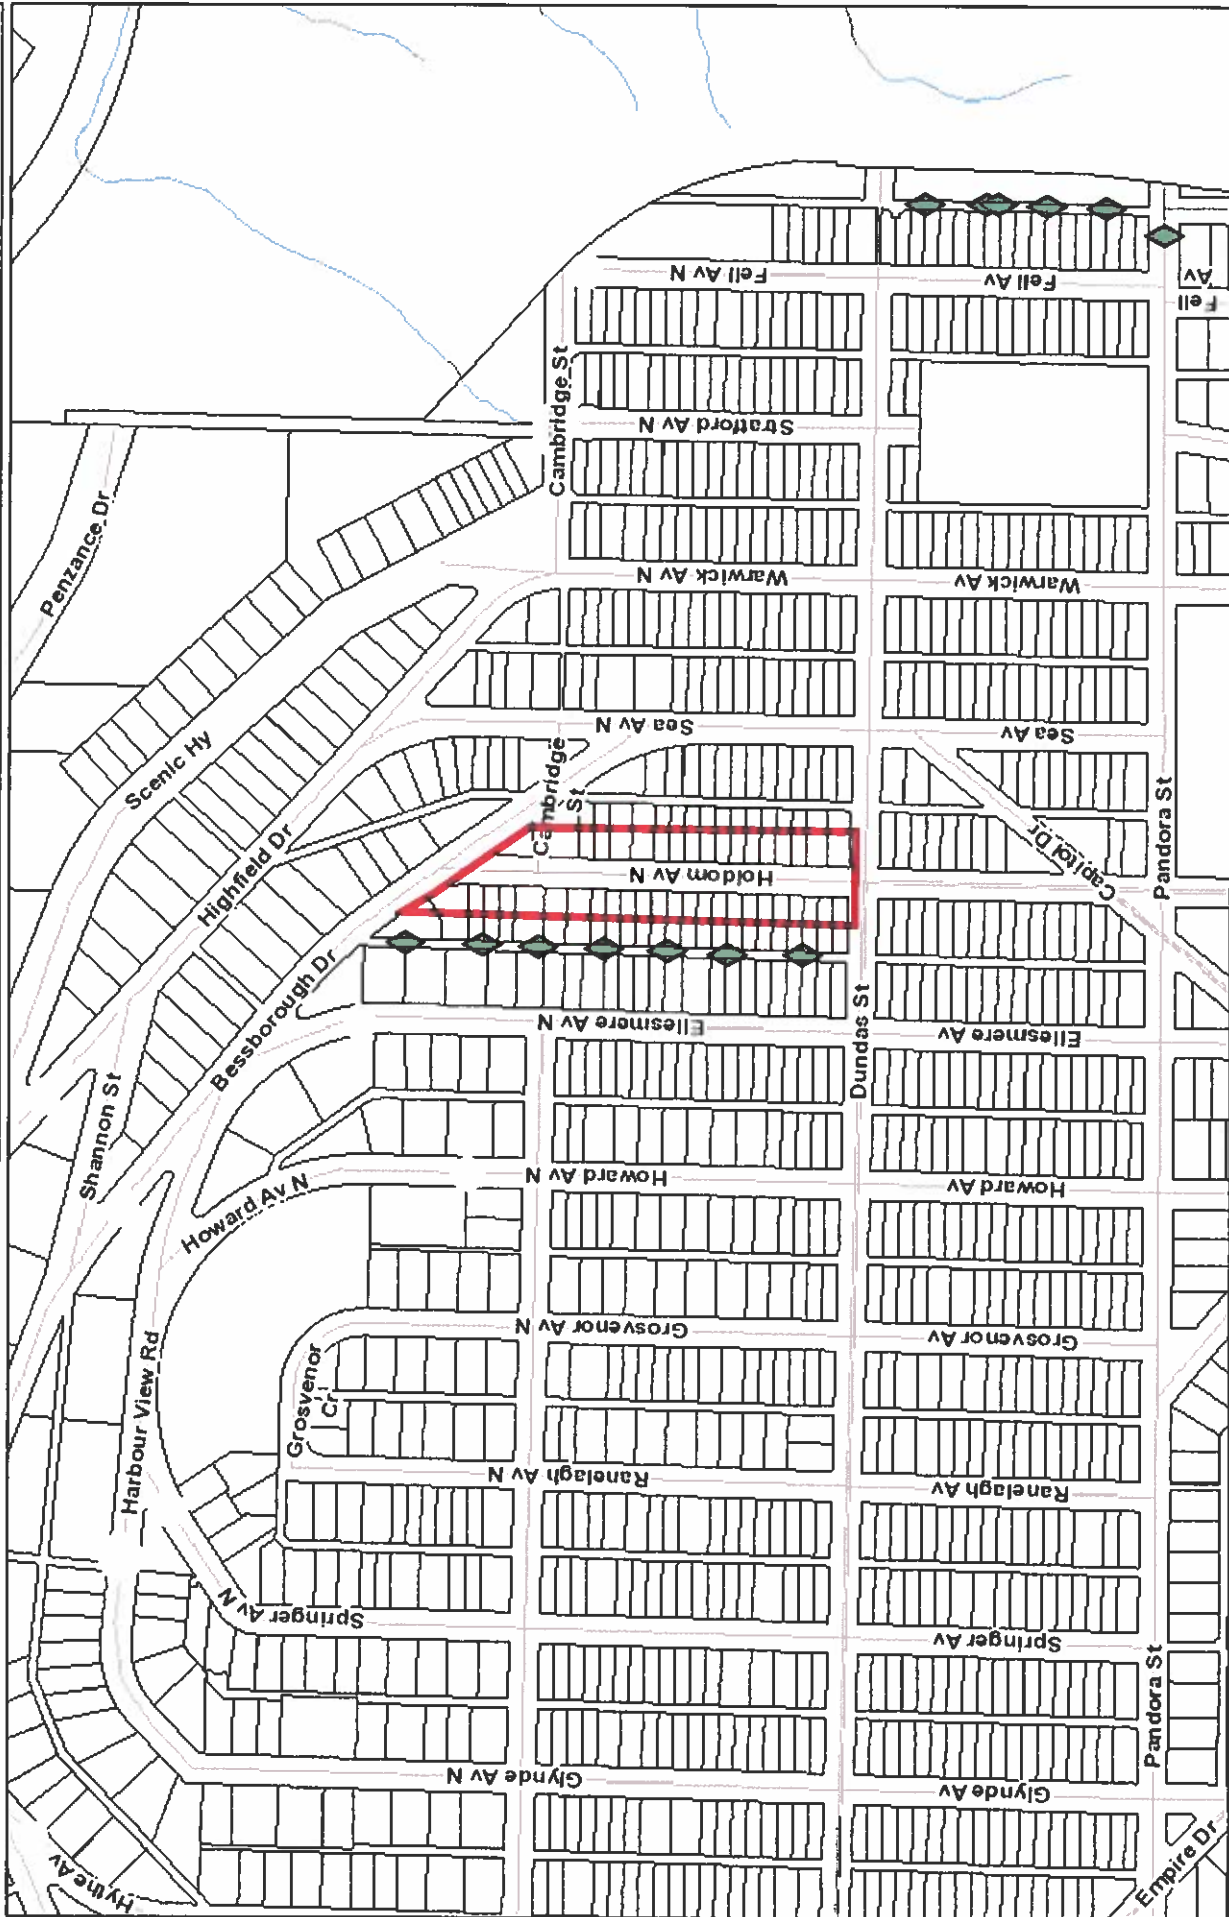 Fell Av N
Fell Av
Fell
Av
Cambridge St
Stratford Av N
Penzance Dr
Warwick Av N
Warwick Av
Scenic Hy
Sea Av N
Sea Av
Cambridge
St
Highfield Dr
Holdom Av N
Capitol Dr
Pandora St
Bessborough Dr
Ellesmere Av N
Ellesmere Av
Dundas St
Shannon St
Howard Av N
Howard Av N
Howard Av
Grosvenor Av N
Grosvenor Av
Harbour View Rd
Grosvenor
Cr
Ranelagh Av N
Ranelagh Av
Springer Av N
Springer Av
Pandora St
Glynde Av N
Glynde Av
Hythe Av
Empire Dr